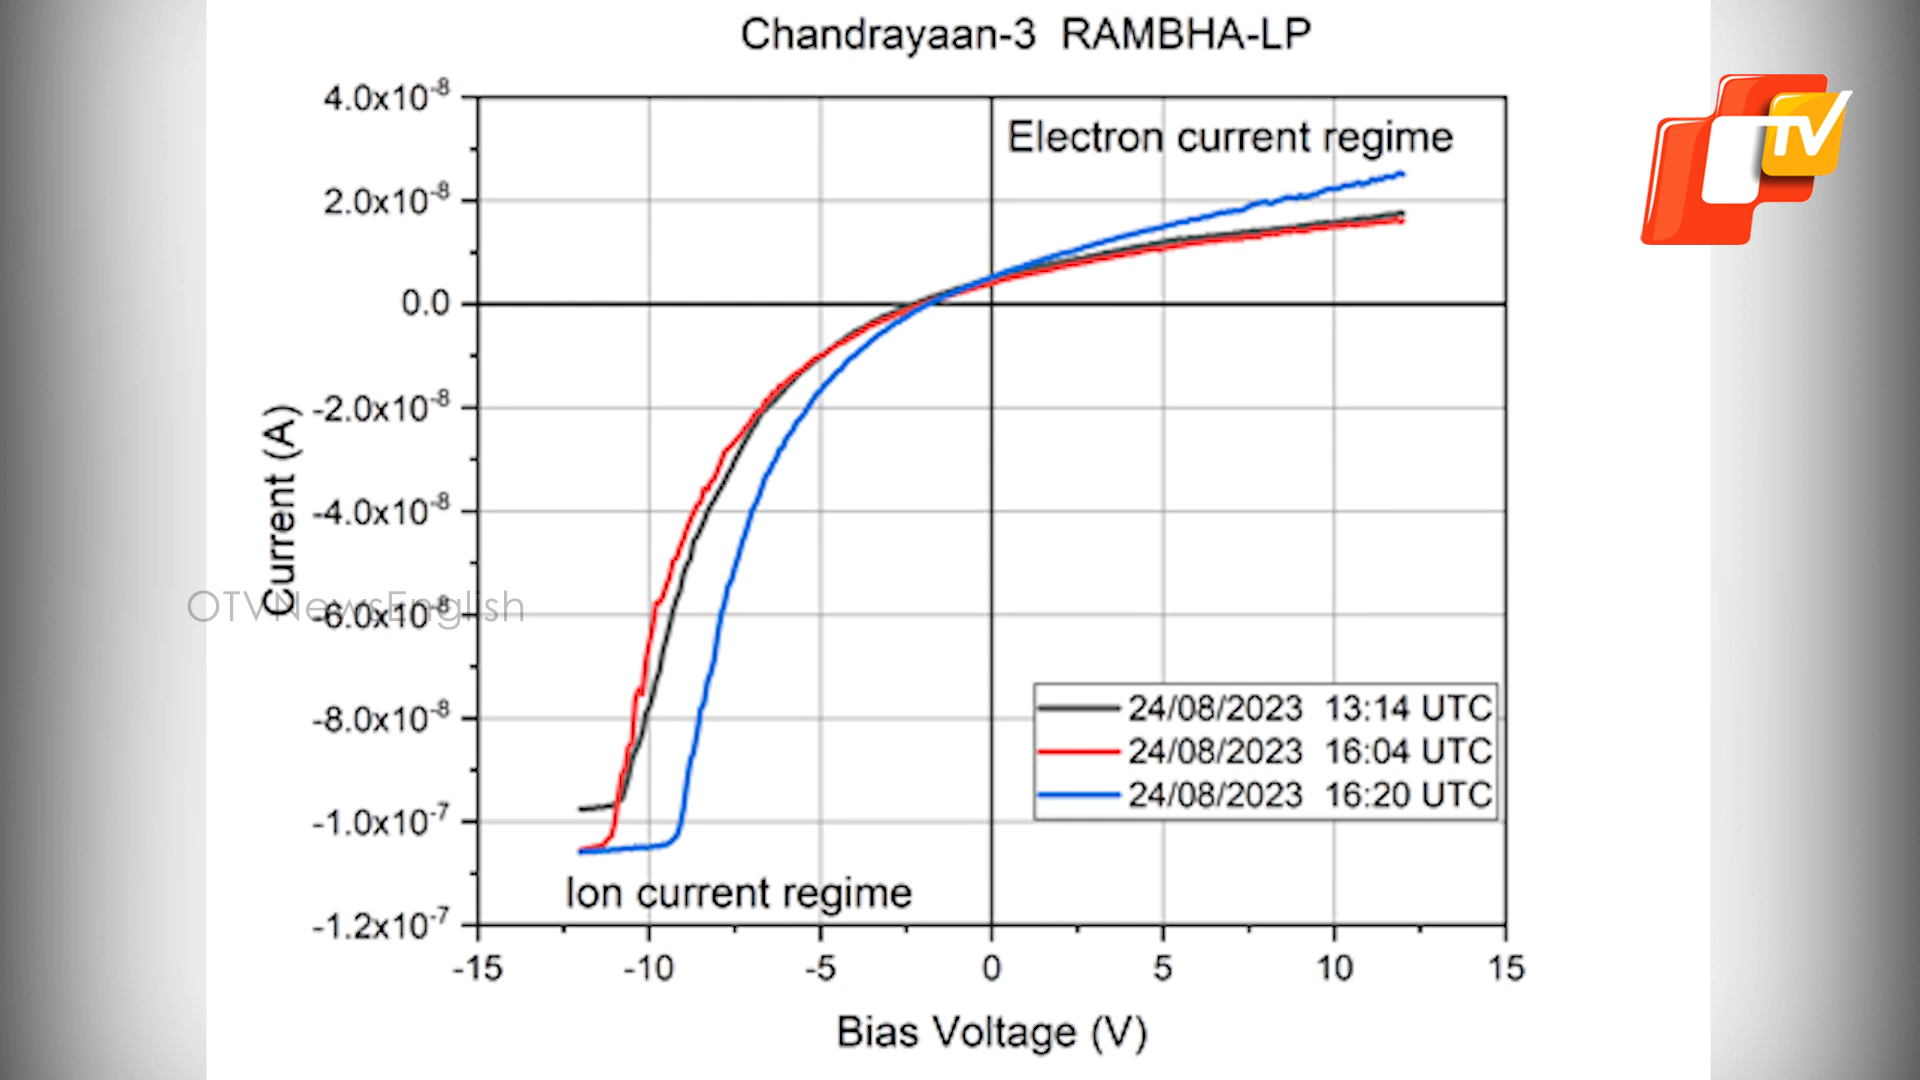 Chandrayaan-3 RAMBHA-LP
TV
4.0x10⁻⁸
2.0x10⁻⁸
0.0
-2.0x10⁻⁸
-4.0x10⁻⁸
-6.0x10⁻⁸
-8.0x10⁻⁸
-1.0x10⁻⁷
-1.2x10⁻⁷
Current (A)
OTVNewsEnglish
Electron current regime
24/08/2023 13:14 UTC
24/08/2023 16:04 UTC
24/08/2023 16:20 UTC
Ion current regime
-15 -10 -5 0 5 10 15
Bias Voltage (V)